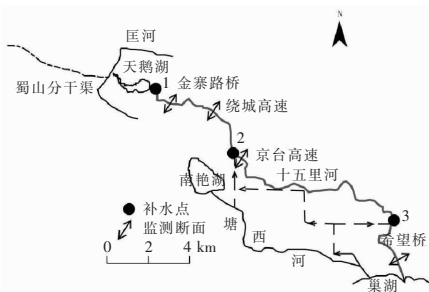 N
匡河
天鹅湖
1
蜀山分干渠
金寨路桥
绕城高速
2
京台高速
南艳湖
十五里河
补水点
监测断面
塘西河
3
希望桥
0 2 4 km
巢湖